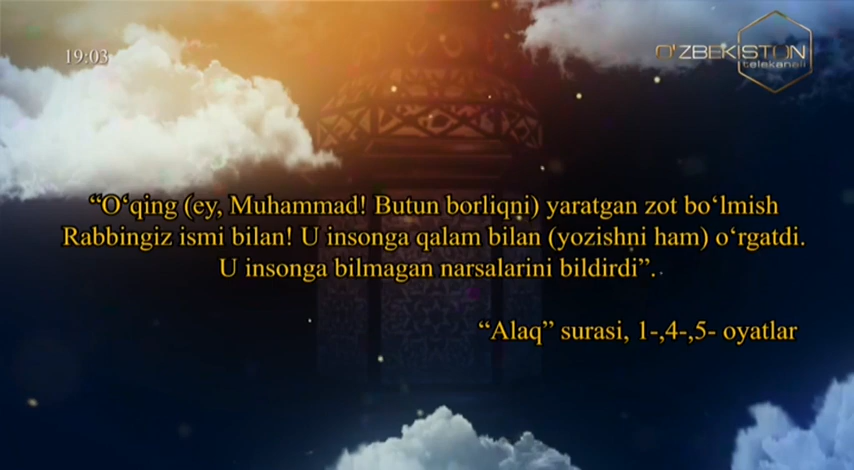 19:03
O'ZBEKISTON
telekanali
“O‘qing (ey, Muhammad! Butun borliqni) yaratgan zot bo‘lmish
Rabbingiz ismi bilan! U insonga qalam bilan (yozishni ham) o‘rgatdi.
U insonga bilmagan narsalarini bildirdi”.
“Alaq” surasi, 1-,4-,5- oyatlar